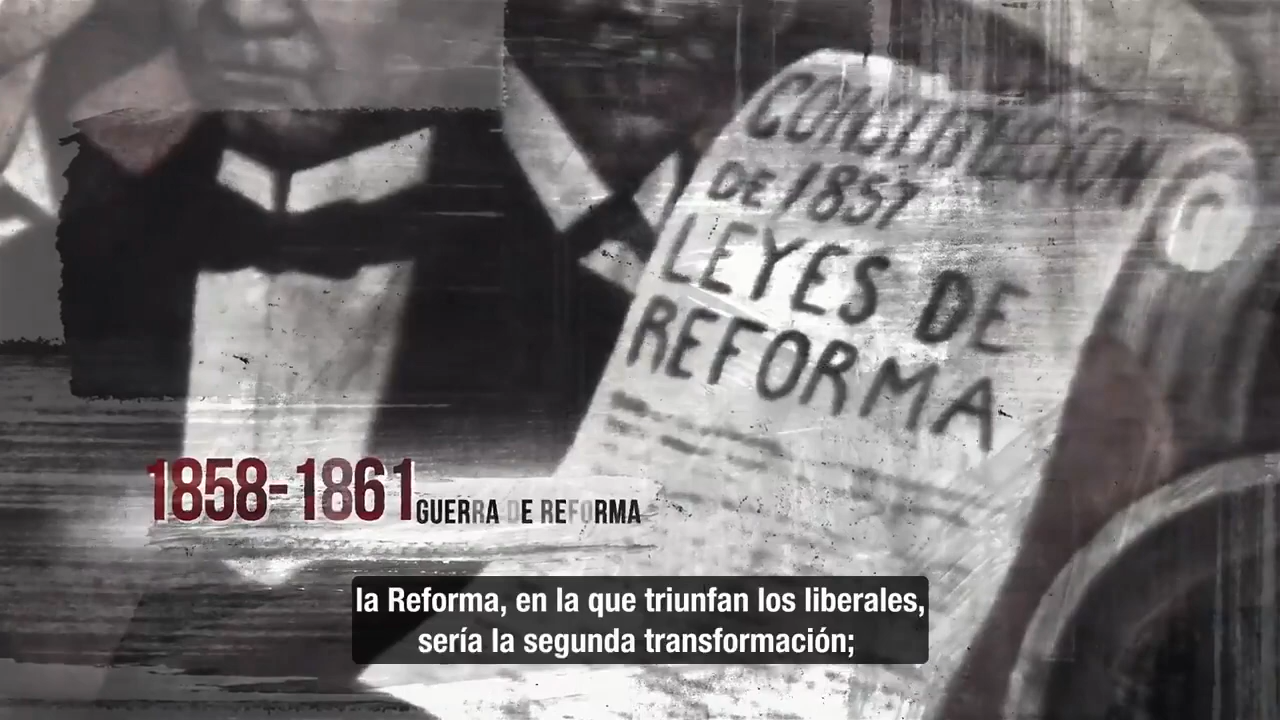 CONSTITUCION
DE 1857
LEYES DE
REFORMA
1858-1861 GUERRA DE REFORMA
la Reforma, en la que triunfan los liberales,
sería la segunda transformación;